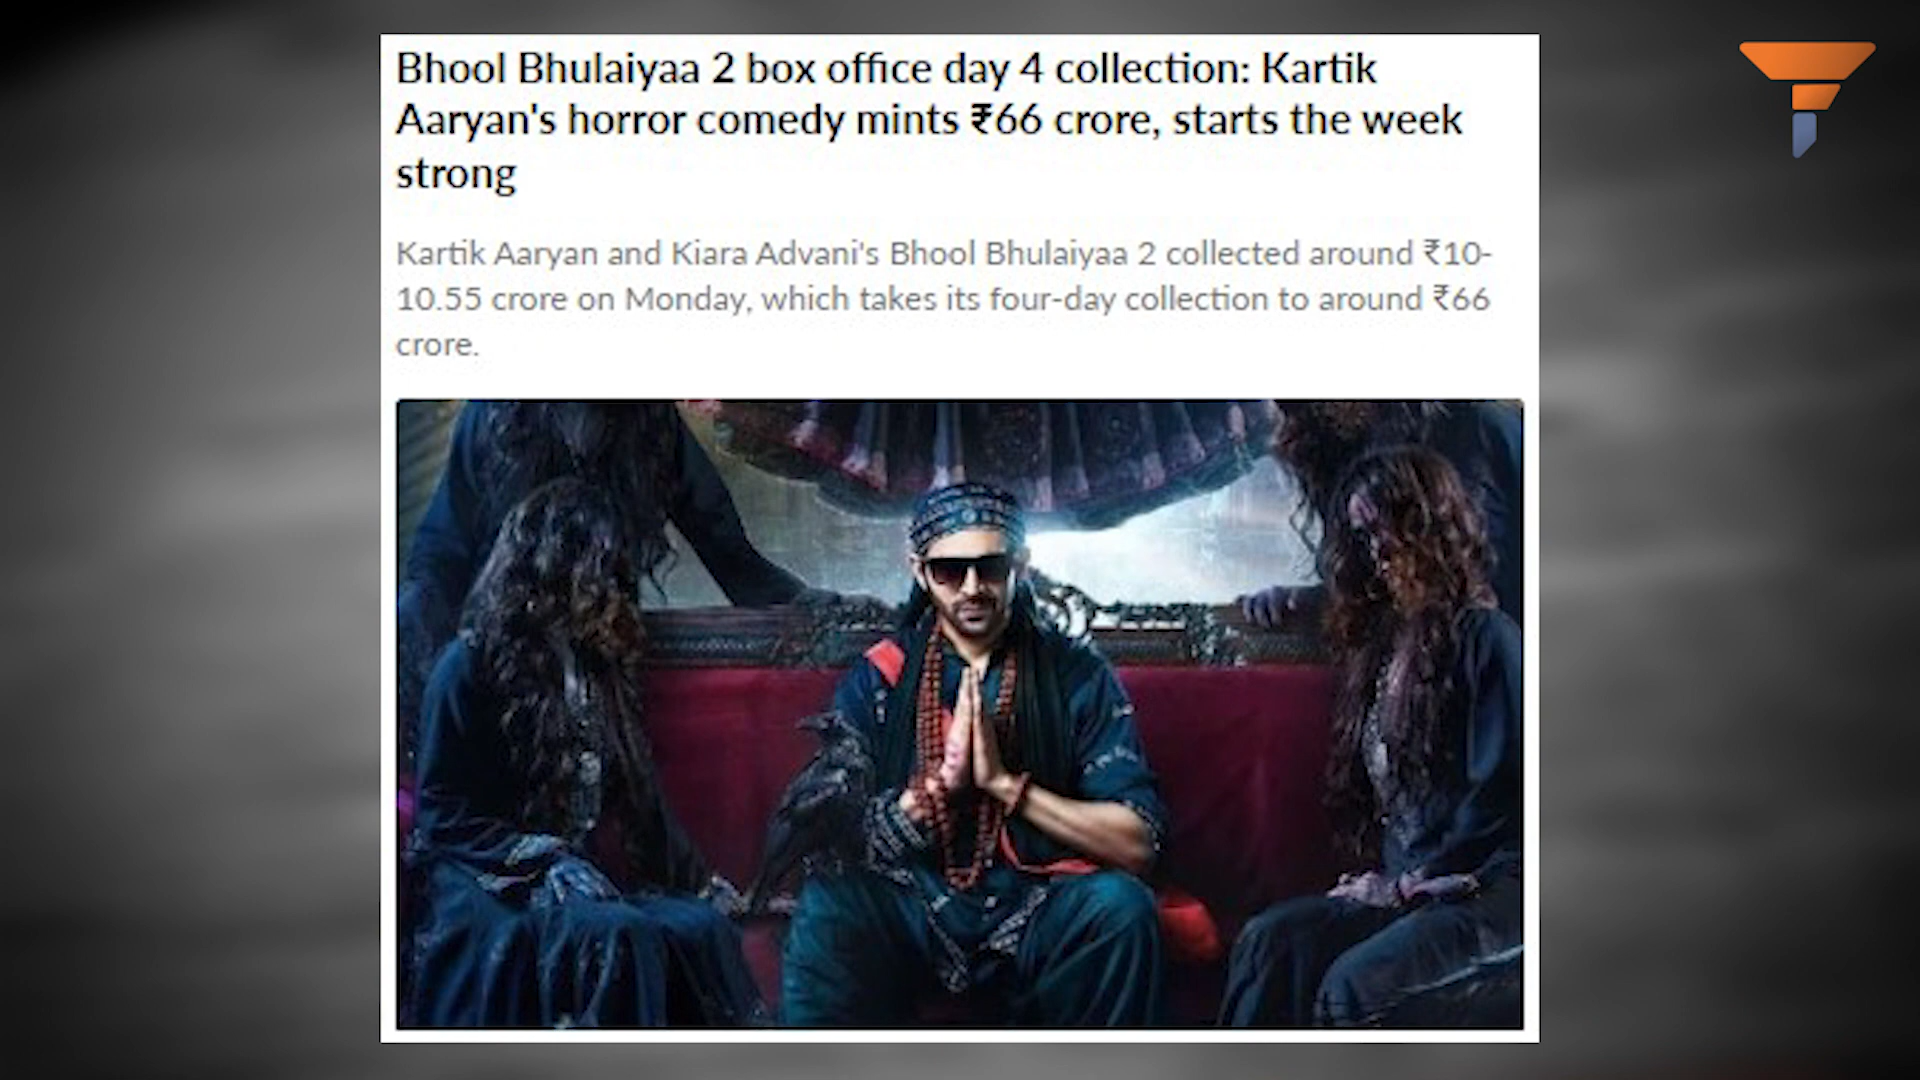 Bhool Bhulaiyaa 2 box office day 4 collection: Kartik
Aaryan's horror comedy mints ₹66 crore, starts the week
strong
Kartik Aaryan and Kiara Advani's Bhool Bhulaiyaa 2 collected around ₹10-
10.55 crore on Monday, which takes its four-day collection to around ₹66
crore.